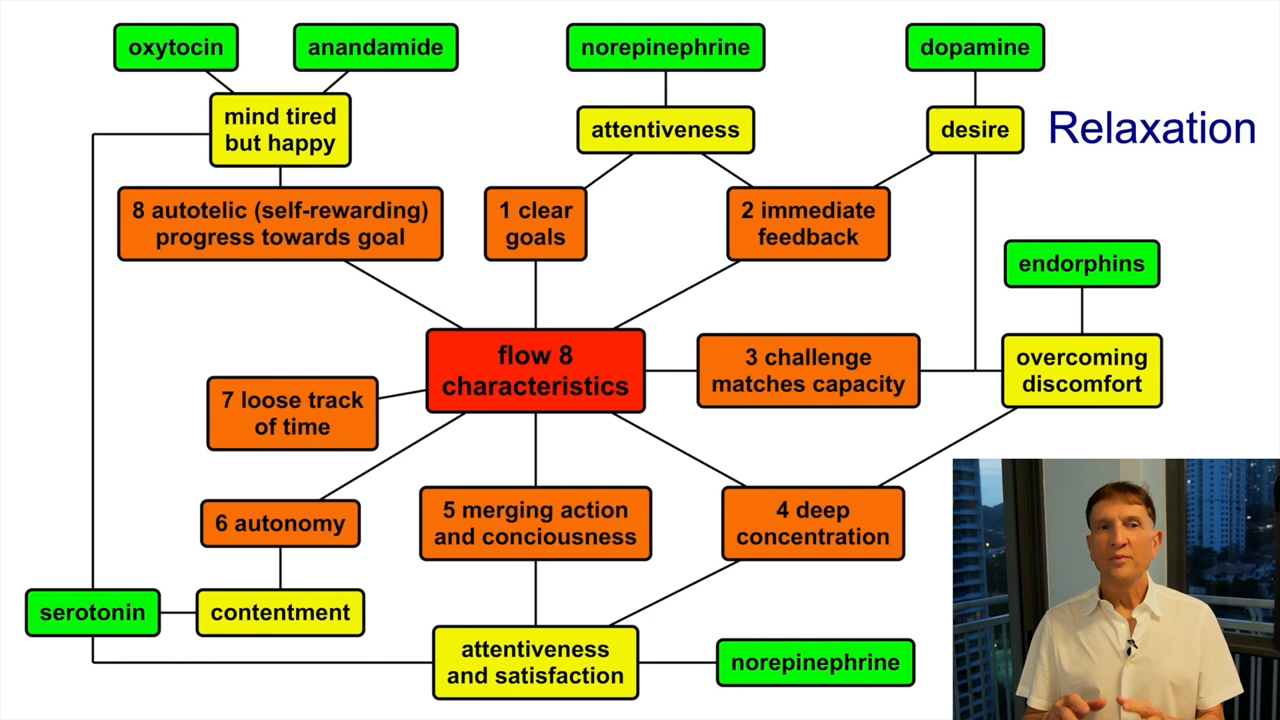 oxytocin
anandamide
norepinephrine
dopamine
mind tired
but happy
attentiveness
desire
Relaxation
8 autotelic (self-rewarding)
progress towards goal
1 clear
goals
2 immediate
feedback
endorphins
flow 8
characteristics
3 challenge
matches capacity
overcoming
discomfort
7 loose track
of time
6 autonomy
5 merging action
and conciousness
4 deep
concentration
serotonin
contentment
attentiveness
and satisfaction
norepinephrine